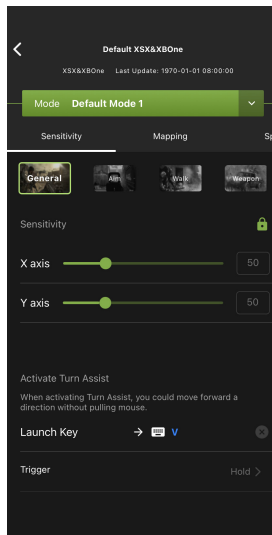 Default XSX&XBOne
XSX&XBOne Last Update: 1970-01-01 08:00:00
Mode Default Mode 1
Sensitivity Mapping Sp
General Aim Walk Weapon
Sensitivity
X axis 50
Y axis 50
Activate Turn Assist
When activating Turn Assist, you could move forward a
direction without pulling mouse.
Launch Key → V
Trigger Hold >